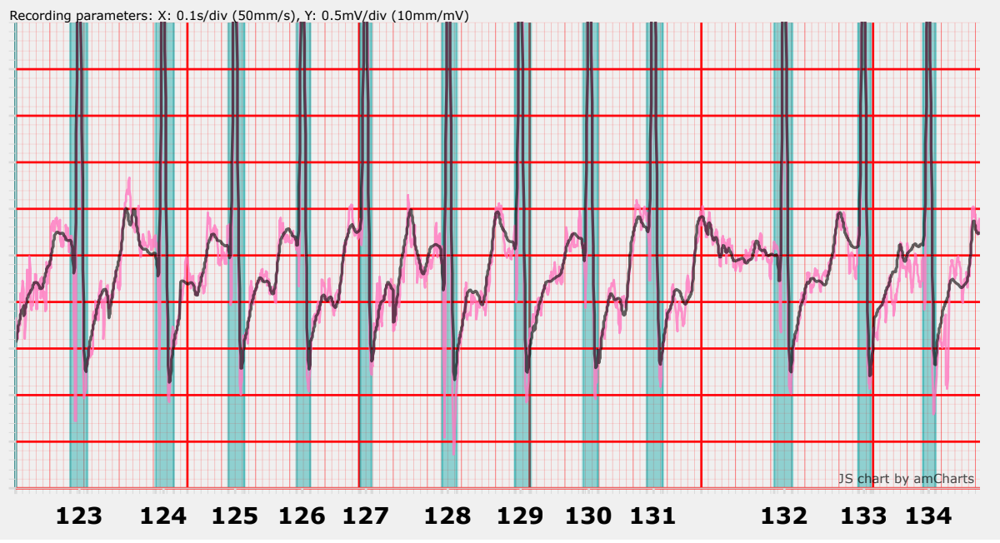 Recording parameters: X: 0.1s/div (50mm/s), Y: 0.5mV/div (10mm/mV)
JS chart by amCharts
123 124 125 126 127 128 129 130 131 132 133 134